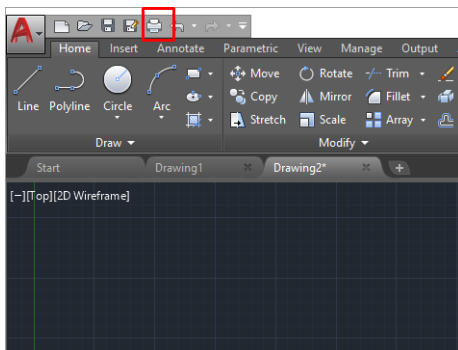 A
Home Insert Annotate Parametric View Manage Output
Line Polyline Circle Arc
Move Rotate Trim
Copy Mirror Fillet
Stretch Scale Array
Draw Modify
Start Drawing1 Drawing2*
[−][Top][2D Wireframe]